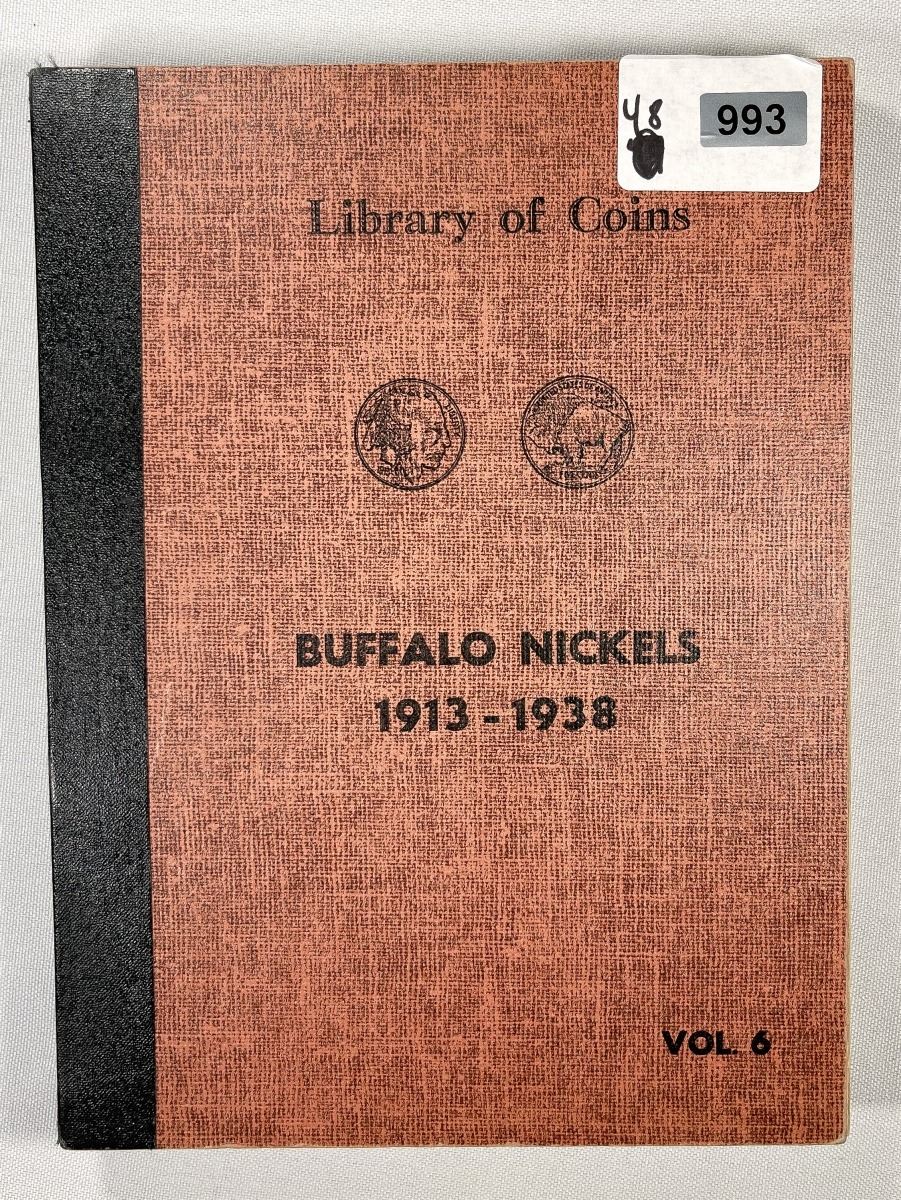 48
993
Library of Coins
BUFFALO NICKELS
1913-1938
VOL. 6